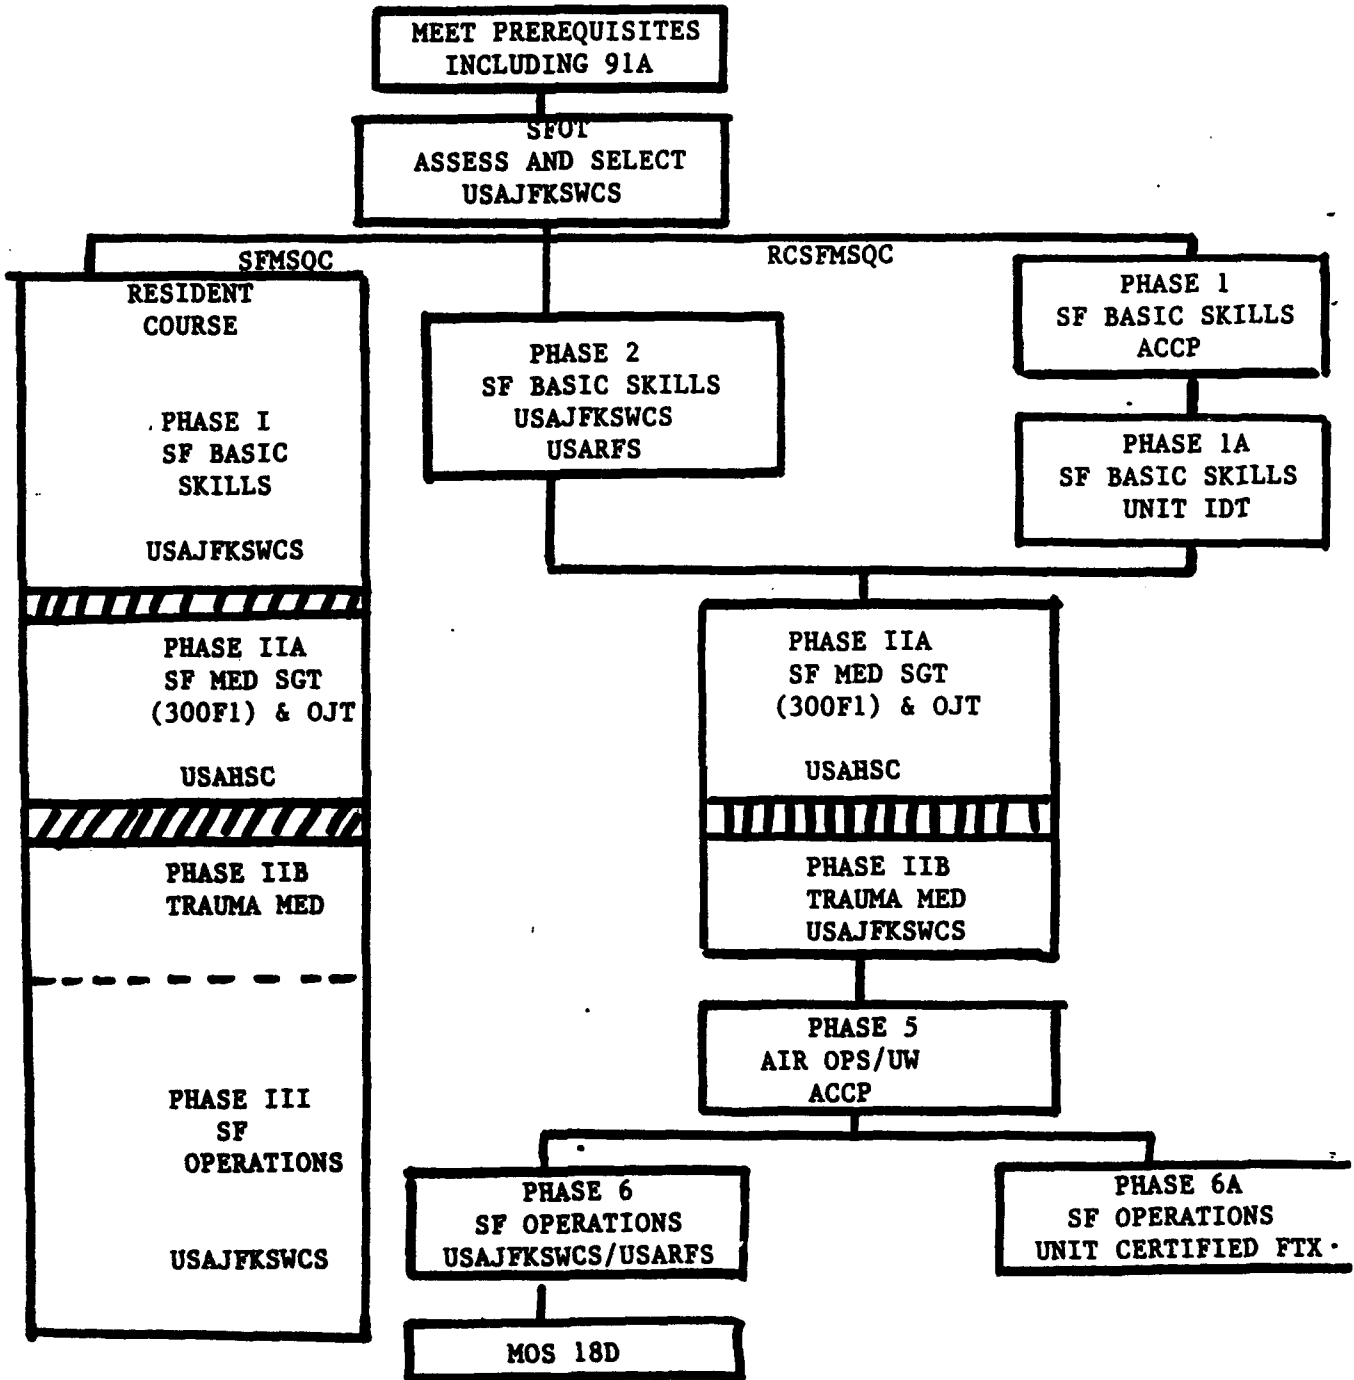 MEET PREREQUISITES
INCLUDING 91A
SFOT
ASSESS AND SELECT
USAJFKSWCS
SFMSQC
RCSFMSQC
RESIDENT
COURSE
PHASE I
SF BASIC
SKILLS
USAJFKSWCS
PHASE IIA
SF MED SGT
(300F1) & OJT
USAHSC
PHASE IIB
TRAUMA MED
PHASE III
SF
OPERATIONS
USAJFKSWCS
PHASE 2
SF BASIC SKILLS
USAJFKSWCS
USARFS
PHASE 1
SF BASIC SKILLS
ACCP
PHASE 1A
SF BASIC SKILLS
UNIT IDT
PHASE IIA
SF MED SGT
(300F1) & OJT
USAHSC
PHASE IIB
TRAUMA MED
USAJFKSWCS
PHASE 5
AIR OPS/UW
ACCP
PHASE 6
SF OPERATIONS
USAJFKSWCS/USARFS
PHASE 6A
SF OPERATIONS
UNIT CERTIFIED FTX
MOS 18D